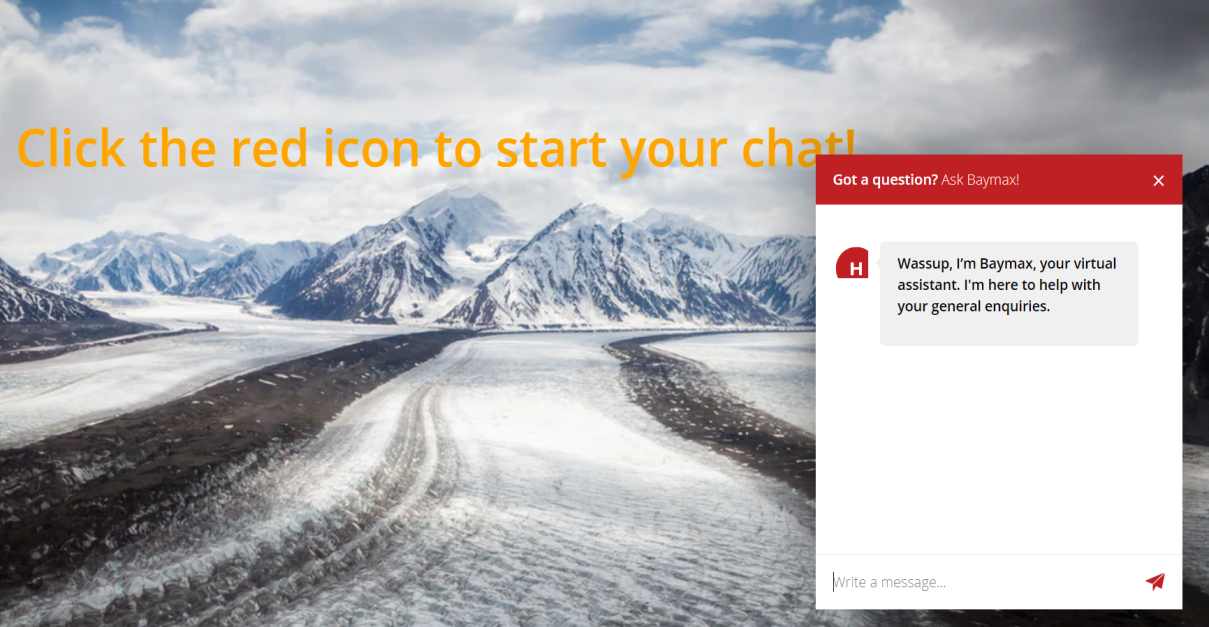 Click the red icon to start your chat!
Got a question? Ask Baymax!
H
Wassup, I'm Baymax, your virtual
assistant. I'm here to help with
your general enquiries.
Write a message...